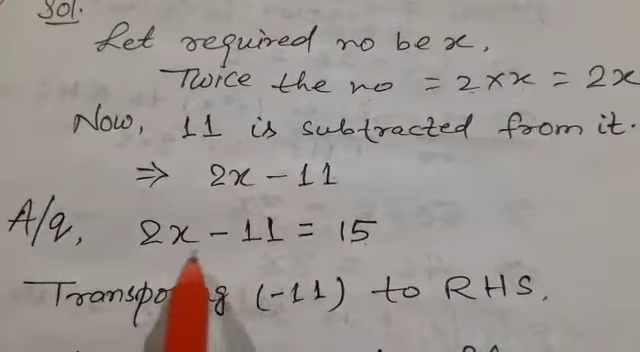 Sol.
Let required no be x.
Twice the no = 2 × x = 2x
Now, 11 is subtracted from it.
⇒ 2x - 11
A/q, 2x - 11 = 15
(-11) to RHS.